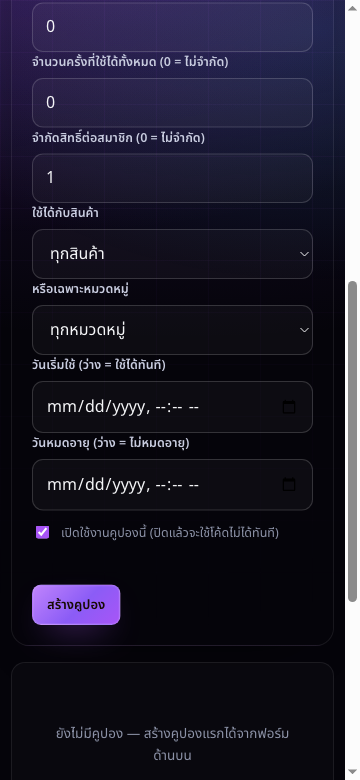 0
จำนวนครั้งที่ใช้ได้ทั้งหมด (0 = ไม่จำกัด)
0
จำกัดสิทธิ์ต่อสมาชิก (0 = ไม่จำกัด)
1
ใช้ได้กับสินค้า
ทุกสินค้า
หรือเฉพาะหมวดหมู่
ทุกหมวดหมู่
วันเริ่มใช้ (ว่าง = ใช้ได้ทันที)
mm/dd/yyyy, --:-- --
วันหมดอายุ (ว่าง = ไม่หมดอายุ)
mm/dd/yyyy, --:-- --
เปิดใช้งานคูปองนี้ (ปิดแล้วจะใช้โค้ดไม่ได้ทันที)
สร้างคูปอง
ยังไม่มีคูปอง — สร้างคูปองแรกได้จากฟอร์ม
ด้านบน